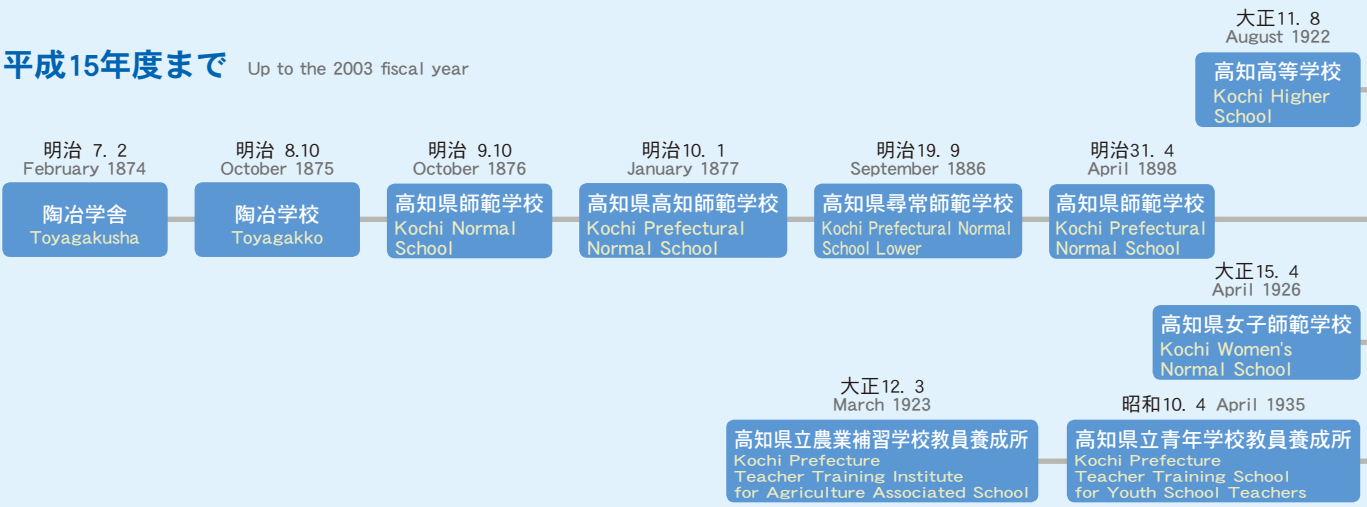 平成15年度まで Up to the 2003 fiscal year
大正11. 8
August 1922
高知高等学校
Kochi Higher
School
明治 7. 2
February 1874
陶冶学舎
Toyagakusha
明治 8.10
October 1875
陶冶学校
Toyagakko
明治 9.10
October 1876
高知県師範学校
Kochi Normal
School
明治10. 1
January 1877
高知県高知師範学校
Kochi Prefectural
Normal School
明治19. 9
September 1886
高知県尋常師範学校
Kochi Prefectural Normal
School Lower
明治31. 4
April 1898
高知県師範学校
Kochi Prefectural
Normal School
大正15. 4
April 1926
高知県女子師範学校
Kochi Women's
Normal School
大正12. 3
March 1923
高知県立農業補習学校教員養成所
Kochi Prefecture
Teacher Training Institute
for Agriculture Associated School
昭和10. 4 April 1935
高知県立青年学校教員養成所
Kochi Prefecture
Teacher Training School
for Youth School Teachers